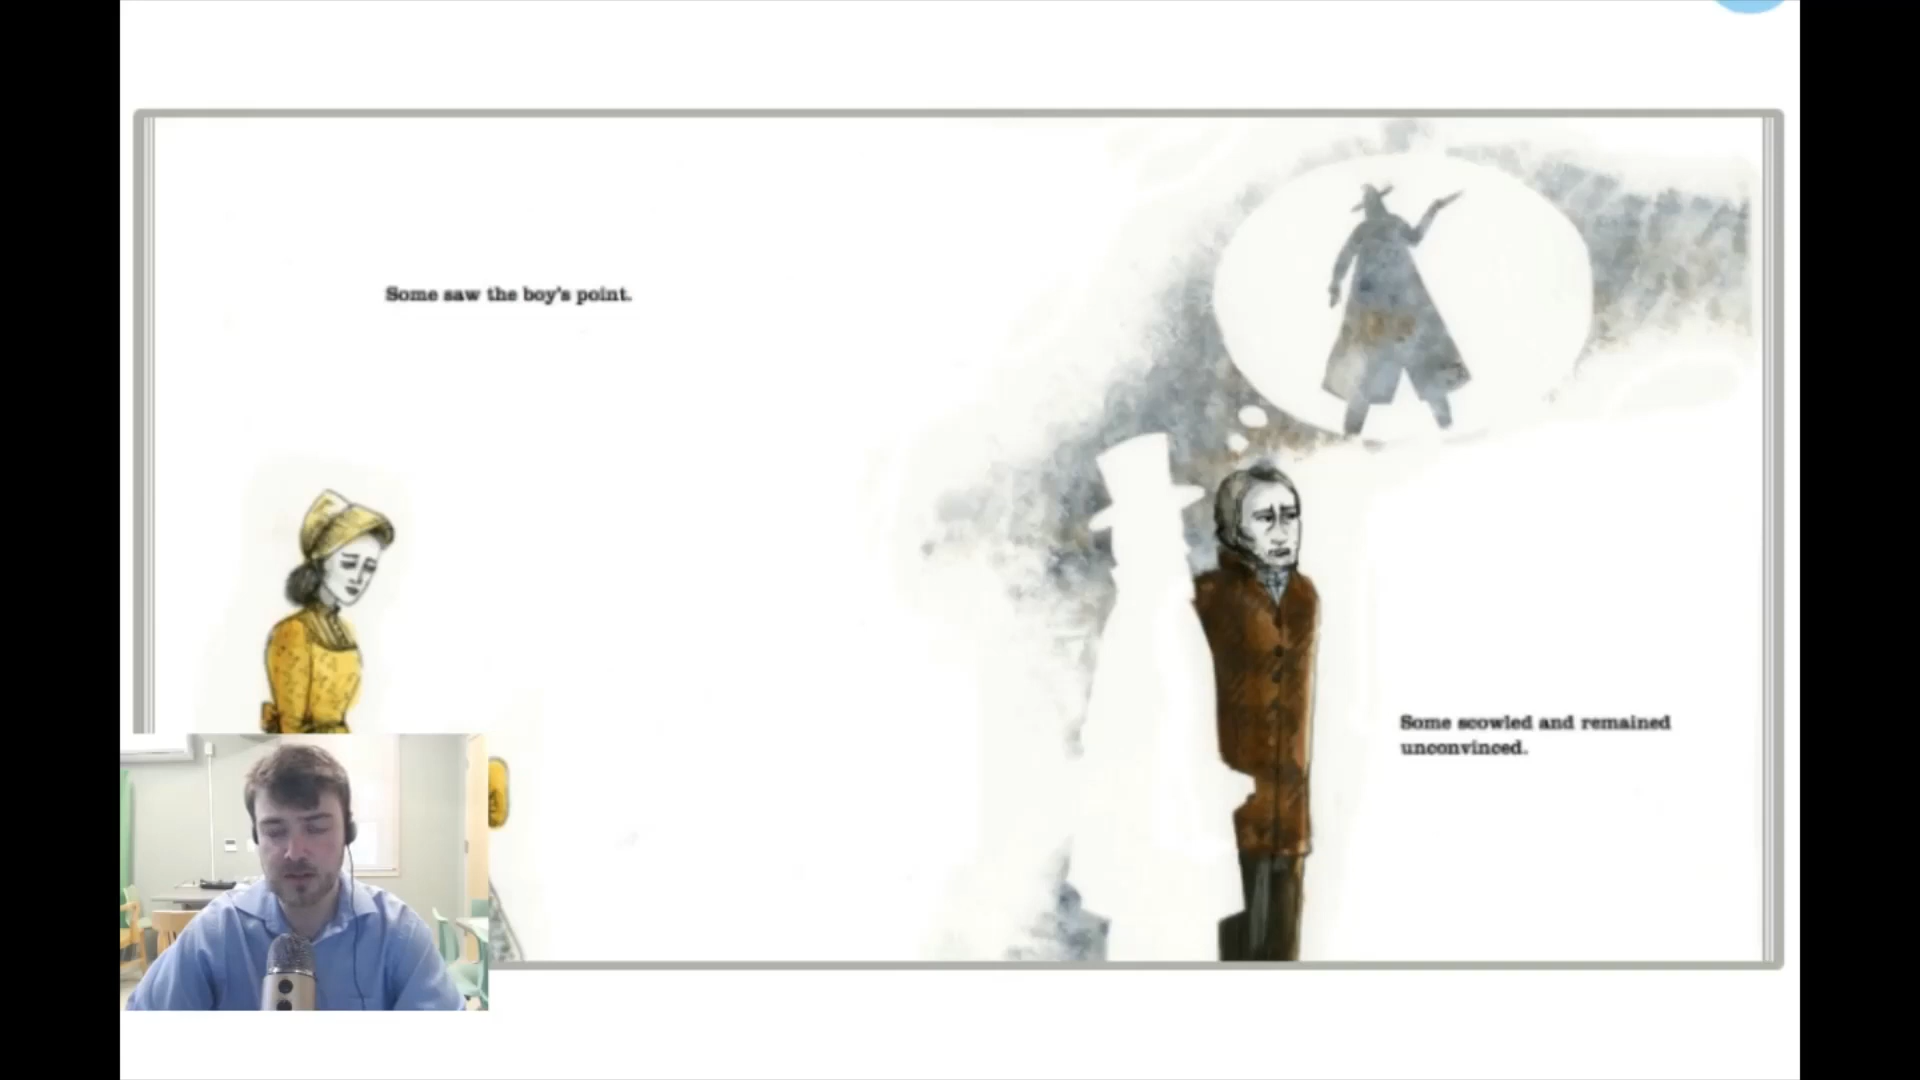 Some saw the boy's point.
Some scowled and remained
unconvinced.